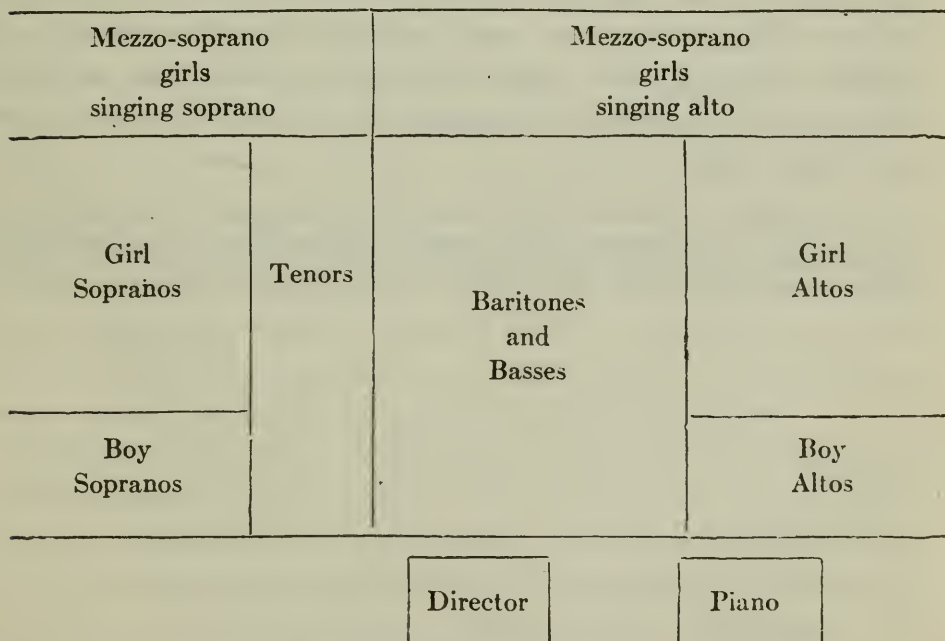 Mezzo-soprano
girls
singing soprano
Mezzo-soprano
girls
singing alto
Girl
Sopranos
Tenors
Baritones
and
Basses
Girl
Altos
Boy
Sopranos
Boy
Altos
Director
Piano